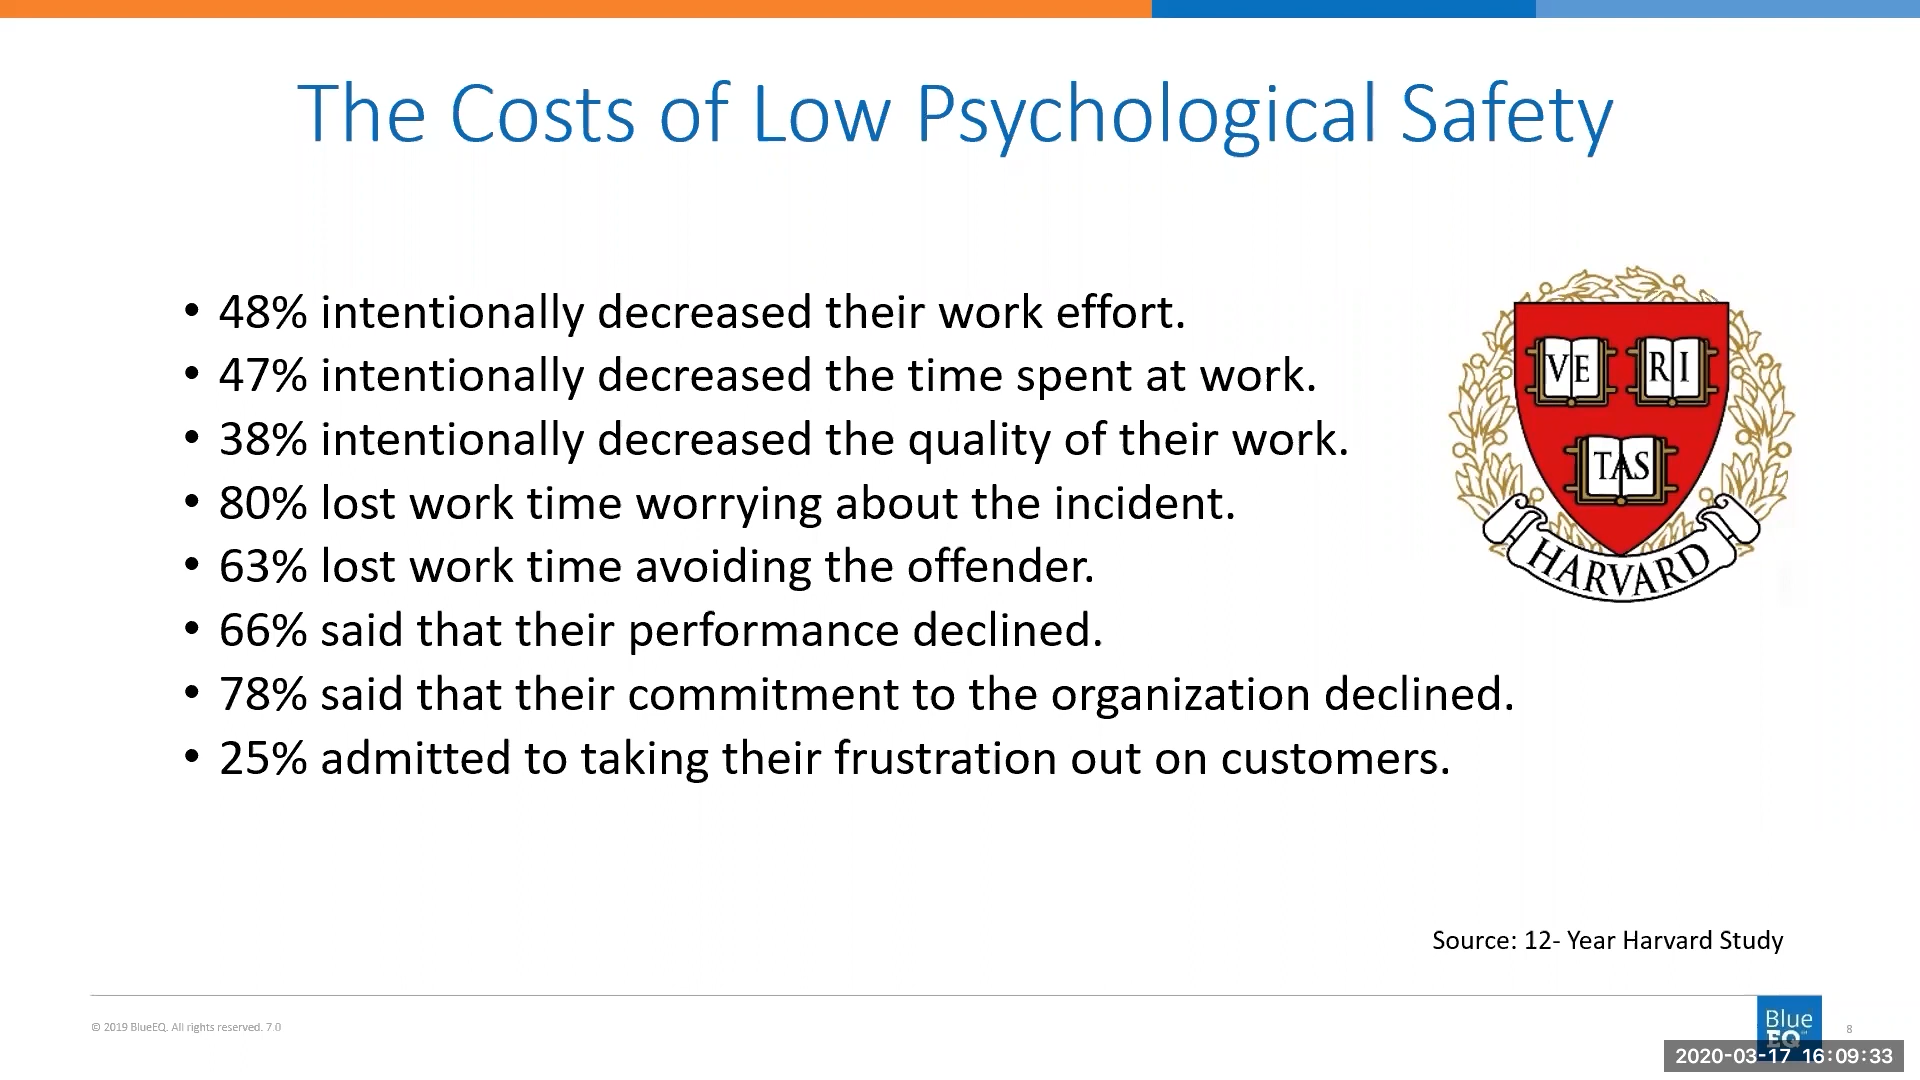 The Costs of Low Psychological Safety
• 48% intentionally decreased their work effort.
• 47% intentionally decreased the time spent at work.
• 38% intentionally decreased the quality of their work.
• 80% lost work time worrying about the incident.
• 63% lost work time avoiding the offender.
• 66% said that their performance declined.
• 78% said that their commitment to the organization declined.
• 25% admitted to taking their frustration out on customers.
VE RI
TAS
HARVARD
Source: 12- Year Harvard Study
© 2019 BlueEQ. All rights reserved. 7.0
Blue
EQ
8
2020-03-17 16:09:33